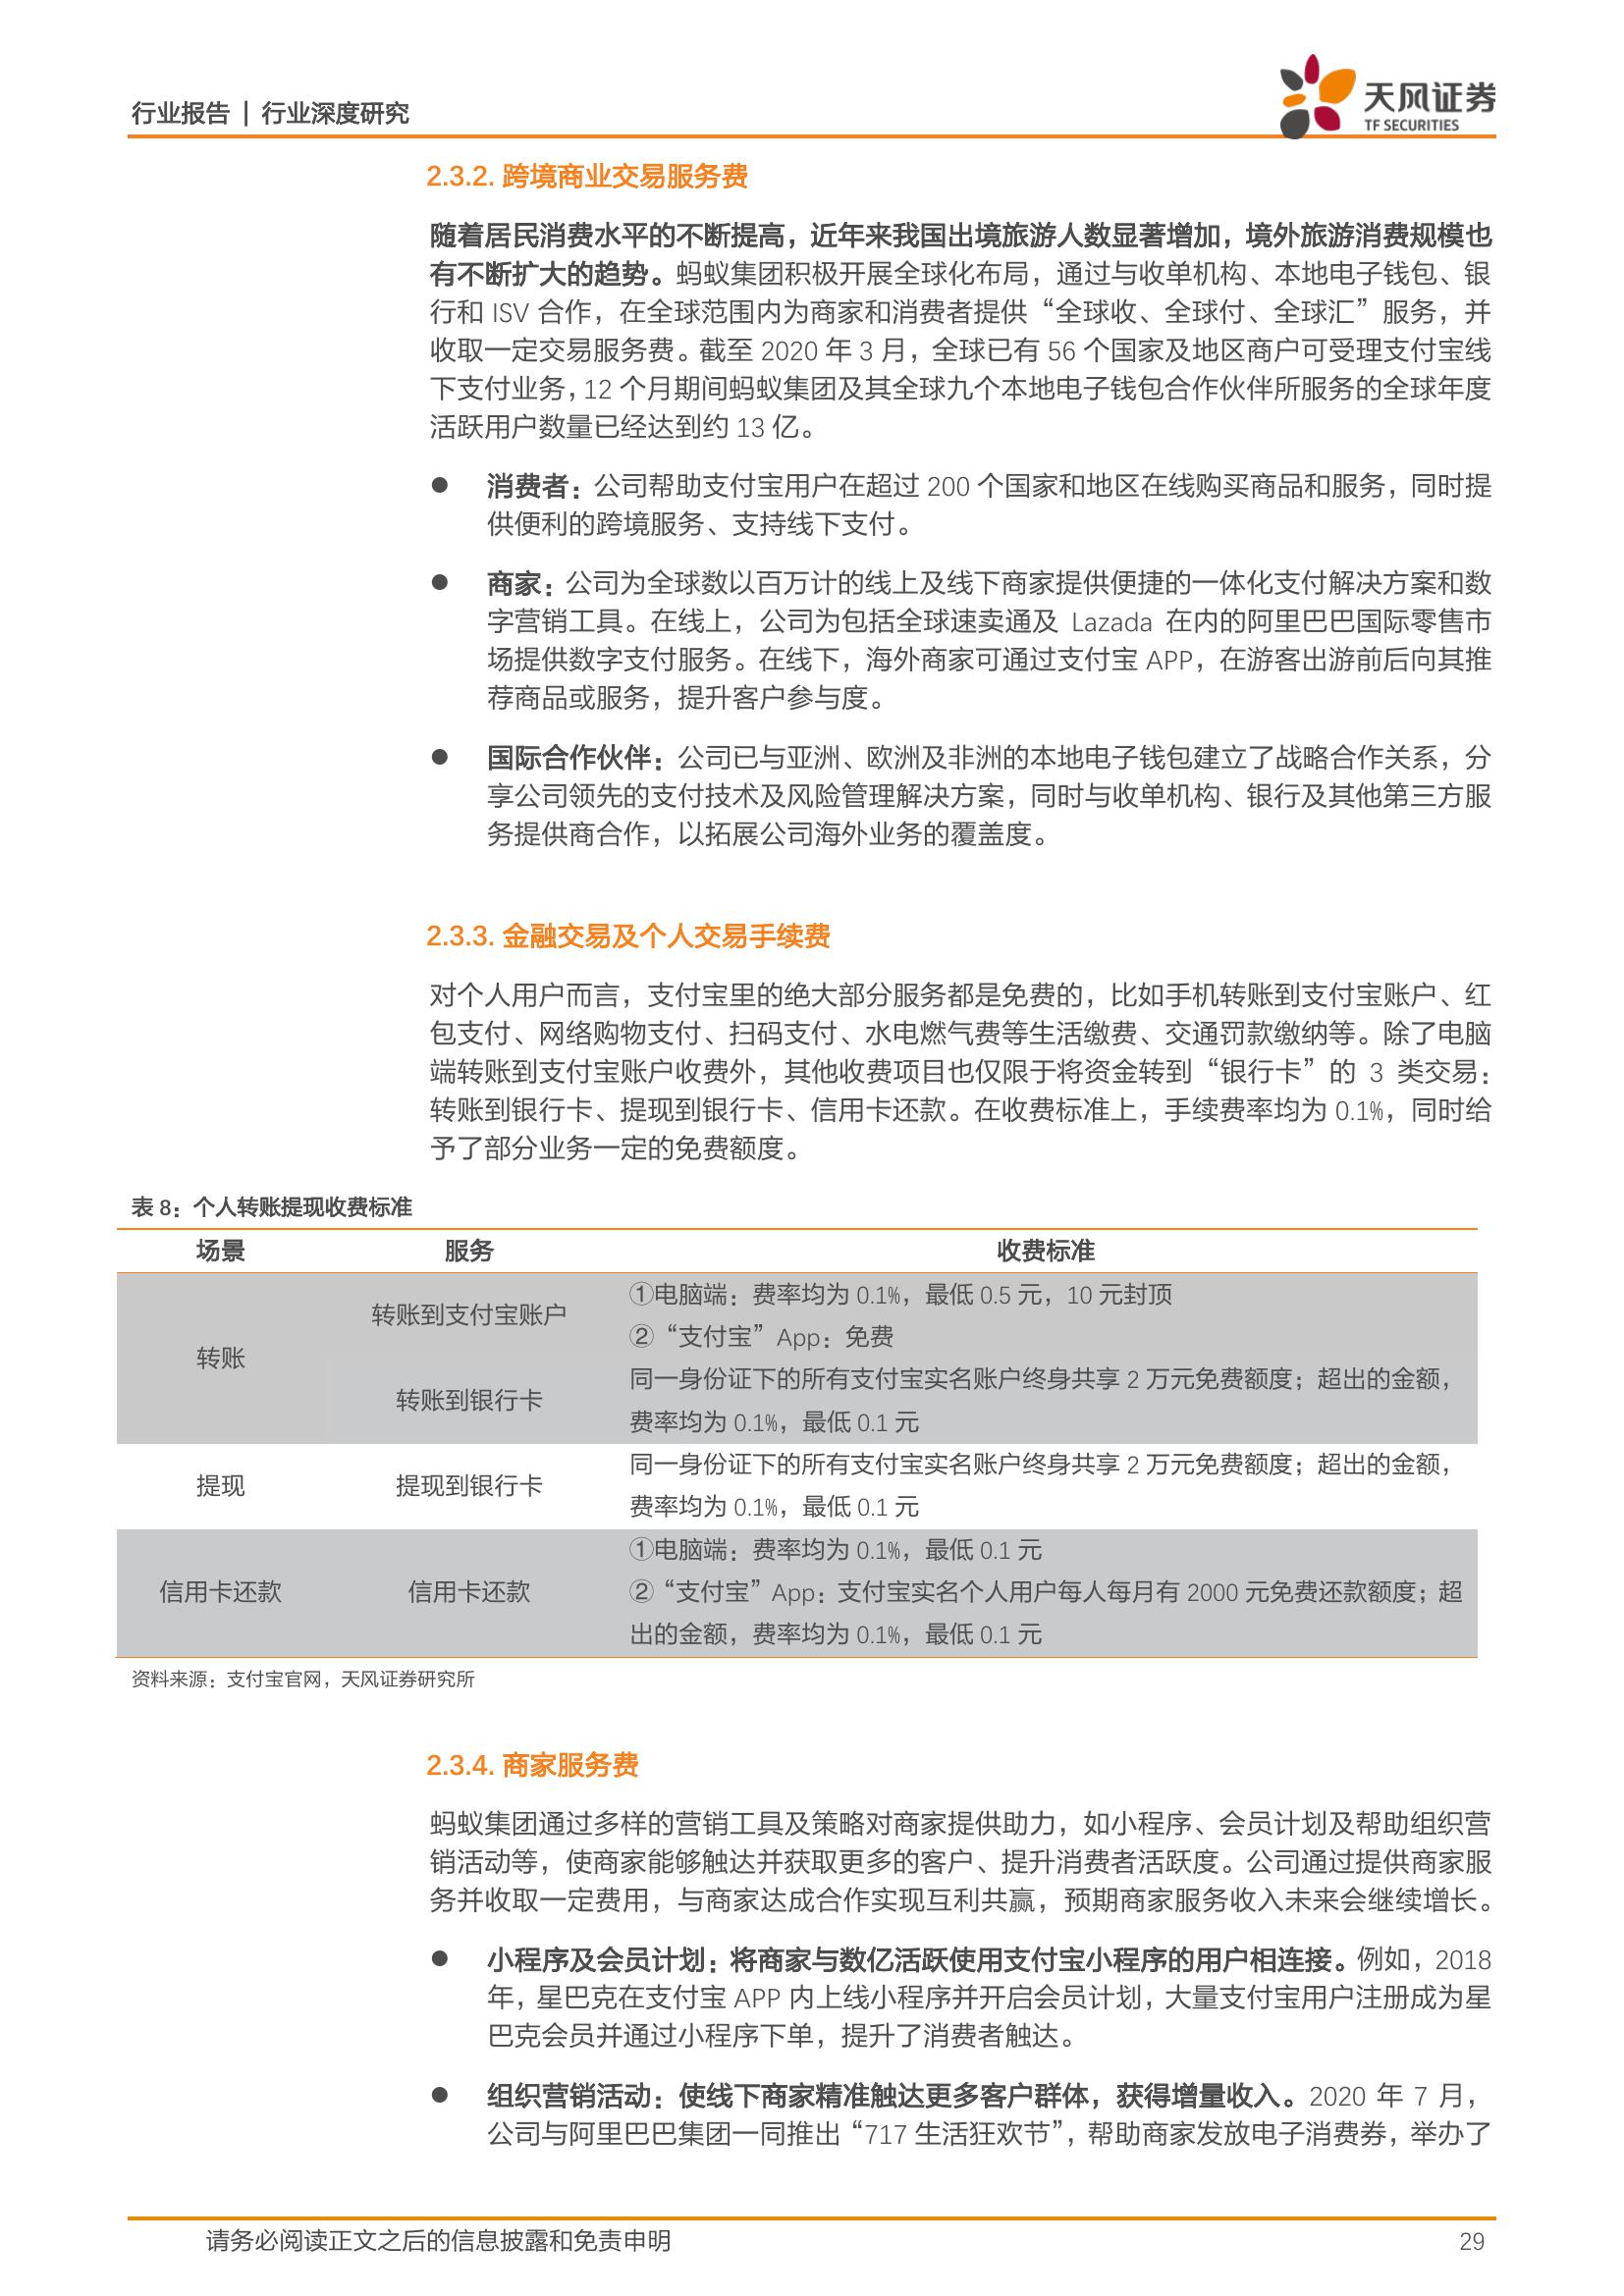 行业报告 | 行业深度研究
天风证券
TF SECURITIES
2.3.2. 跨境商业交易服务费
随着居民消费水平的不断提高，近年来我国出境旅游人数显著增加，境外旅游消费规模也
有不断扩大的趋势。蚂蚁集团积极开展全球化布局，通过与收单机构、本地电子钱包、银
行和 ISV 合作，在全球范围内为商家和消费者提供“全球收、全球付、全球汇”服务，并
收取一定交易服务费。截至 2020 年 3 月，全球已有 56 个国家及地区商户可受理支付宝线
下支付业务，12 个月期间蚂蚁集团及其全球九个本地电子钱包合作伙伴所服务的全球年度
活跃用户数量已经达到约 13 亿。
● 消费者：公司帮助支付宝用户在超过 200 个国家和地区在线购买商品和服务，同时提
供便利的跨境服务、支持线下支付。
● 商家：公司为全球数以百万计的线上及线下商家提供便捷的一体化支付解决方案和数
字营销工具。在线上，公司为包括全球速卖通及 Lazada 在内的阿里巴巴国际零售市
场提供数字支付服务。在线下，海外商家可通过支付宝 APP，在游客出游前后向其推
荐商品或服务，提升客户参与度。
● 国际合作伙伴：公司已与亚洲、欧洲及非洲的本地电子钱包建立了战略合作关系，分
享公司领先的支付技术及风险管理解决方案，同时与收单机构、银行及其他第三方服
务提供商合作，以拓展公司海外业务的覆盖度。
2.3.3. 金融交易及个人交易手续费
对个人用户而言，支付宝里的绝大部分服务都是免费的，比如手机转账到支付宝账户、红
包支付、网络购物支付、扫码支付、水电燃气费等生活缴费、交通罚款缴纳等。除了电脑
端转账到支付宝账户收费外，其他收费项目也仅限于将资金转到“银行卡”的 3 类交易：
转账到银行卡、提现到银行卡、信用卡还款。在收费标准上，手续费率均为 0.1%，同时给
予了部分业务一定的免费额度。
表 8：个人转账提现收费标准
场景 服务 收费标准
转账 转账到支付宝账户 ①电脑端：费率均为 0.1%，最低 0.5 元，10 元封顶
②“支付宝”App：免费
转账到银行卡 同一身份证下的所有支付宝实名账户终身共享 2 万元免费额度；超出的金额，
费率均为 0.1%，最低 0.1 元
提现 提现到银行卡 同一身份证下的所有支付宝实名账户终身共享 2 万元免费额度；超出的金额，
费率均为 0.1%，最低 0.1 元
信用卡还款 信用卡还款 ①电脑端：费率均为 0.1%，最低 0.1 元
②“支付宝”App：支付宝实名个人用户每人每月有 2000 元免费还款额度；超
出的金额，费率均为 0.1%，最低 0.1 元
资料来源：支付宝官网，天风证券研究所
2.3.4. 商家服务费
蚂蚁集团通过多样的营销工具及策略对商家提供助力，如小程序、会员计划及帮助组织营
销活动等，使商家能够触达并获取更多的客户、提升消费者活跃度。公司通过提供商家服
务并收取一定费用，与商家达成合作实现互利共赢，预期商家服务收入未来会继续增长。
● 小程序及会员计划：将商家与数亿活跃使用支付宝小程序的用户相连接。例如，2018
年，星巴克在支付宝 APP 内上线小程序并开启会员计划，大量支付宝用户注册成为星
巴克会员并通过小程序下单，提升了消费者触达。
● 组织营销活动：使线下商家精准触达更多客户群体，获得增量收入。2020 年 7 月，
公司与阿里巴巴集团一同推出“717 生活狂欢节”，帮助商家发放电子消费券，举办了
请务必阅读正文之后的信息披露和免责申明 29